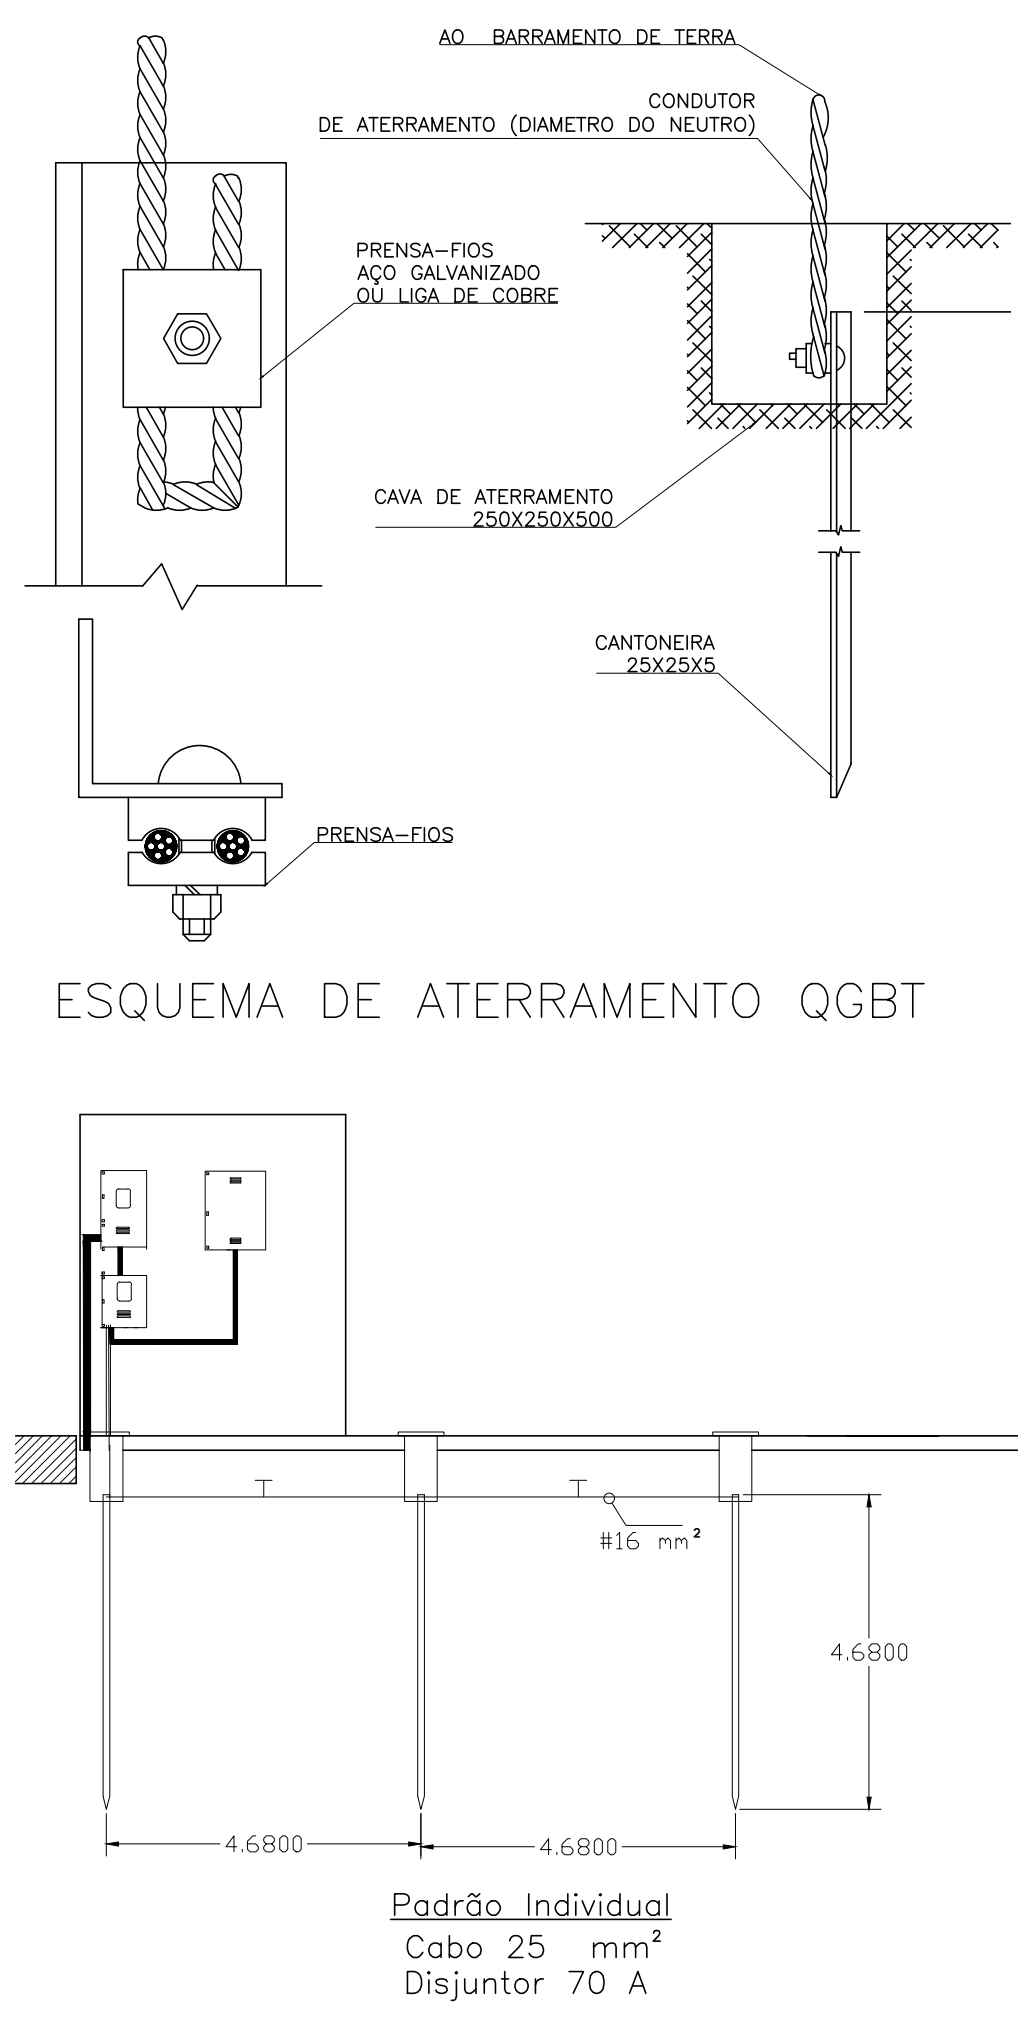 AO BARRAMENTO DE TERRA
CONDUTOR
DE ATERRAMENTO (DIAMETRO DO NEUTRO)
PRENSA-FIOS
AÇO GALVANIZADO
OU LIGA DE COBRE
CAVA DE ATERRAMENTO
250X250X500
CANTONEIRA
25X25X5
PRENSA-FIOS
ESQUEMA DE ATERRAMENTO QGBT
T
T
#16 mm²
4.6800
4.6800
4.6800
Padrão Individual
Cabo 25 mm²
Disjuntor 70 A